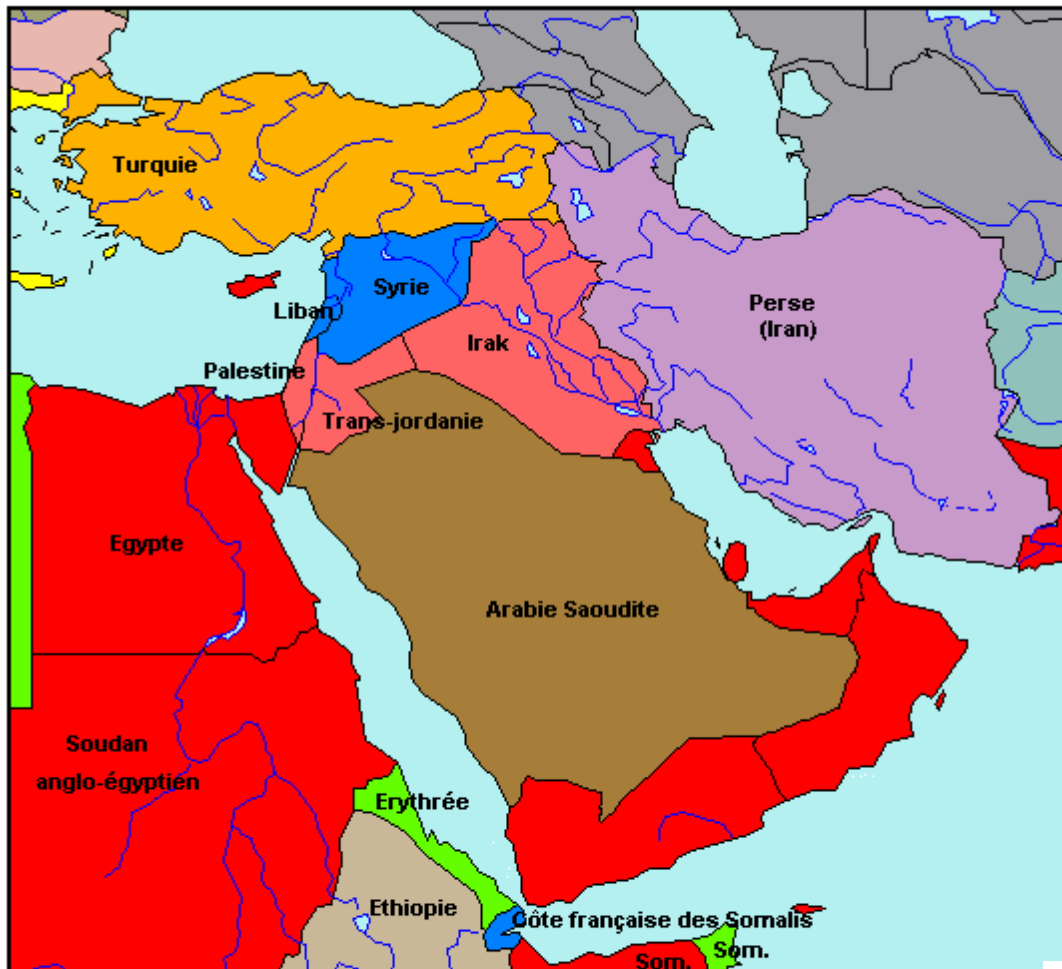 Turquie
Syrie
Liban
Perse
(Iran)
Irak
Palestine
Trans-jordanie
Egypte
Arabie Saoudite
Soudan
anglo-égyptien
Erythrée
Ethiopie
Côte française des Somalis
Som.
Som.